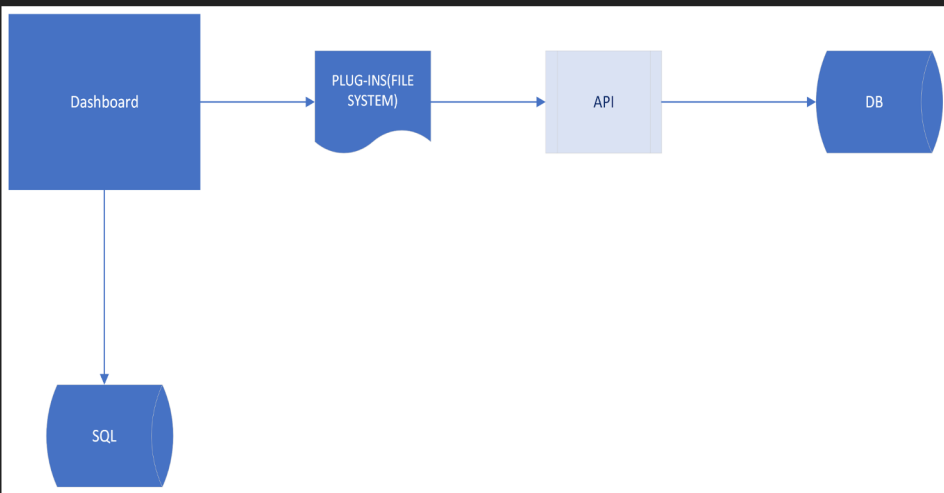 Dashboard
PLUG-INS(FILE
SYSTEM)
API
DB
SQL